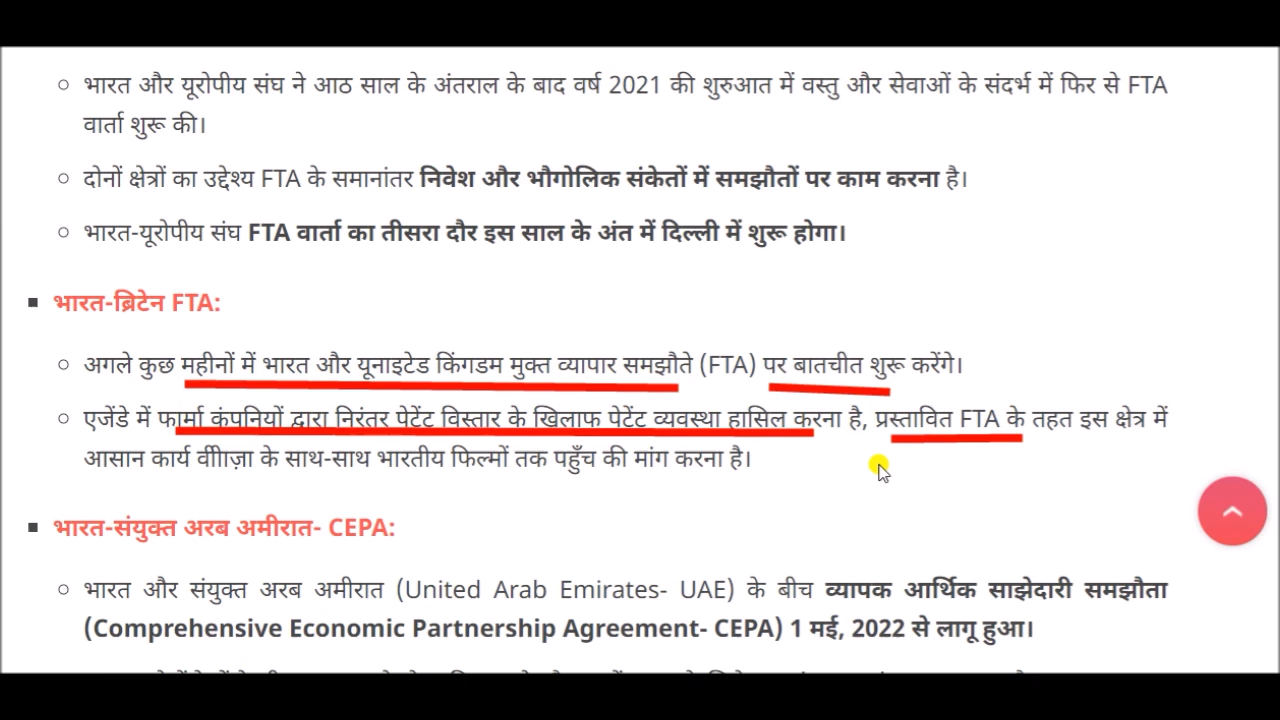 भारत और यूरोपीय संघ ने आठ साल के अंतराल के बाद वर्ष 2021 की शुरुआत में वस्तु और सेवाओं के संदर्भ में फिर से FTA
वार्ता शुरू की।
दोनों क्षेत्रों का उद्देश्य FTA के समानांतर निवेश और भौगोलिक संकेतों में समझौतों पर काम करना है।
भारत-यूरोपीय संघ FTA वार्ता का तीसरा दौर इस साल के अंत में दिल्ली में शुरू होगा।
भारत-ब्रिटेन FTA:
अगले कुछ महीनों में भारत और यूनाइटेड किंगडम मुक्त व्यापार समझौते (FTA) पर बातचीत शुरू करेंगे।
एजेंडे में फार्मा कंपनियों द्वारा निरंतर पेटेंट विस्तार के खिलाफ पेटेंट व्यवस्था हासिल करना है, प्रस्तावित FTA के तहत इस क्षेत्र में
आसान कार्य वीीाज़ा के साथ-साथ भारतीय फिल्मों तक पहुँच की मांग करना है।
भारत-संयुक्त अरब अमीरात- CEPA:
भारत और संयुक्त अरब अमीरात (United Arab Emirates- UAE) के बीच व्यापक आर्थिक साझेदारी समझौता
(Comprehensive Economic Partnership Agreement- CEPA) 1 मई, 2022 से लागू हुआ।